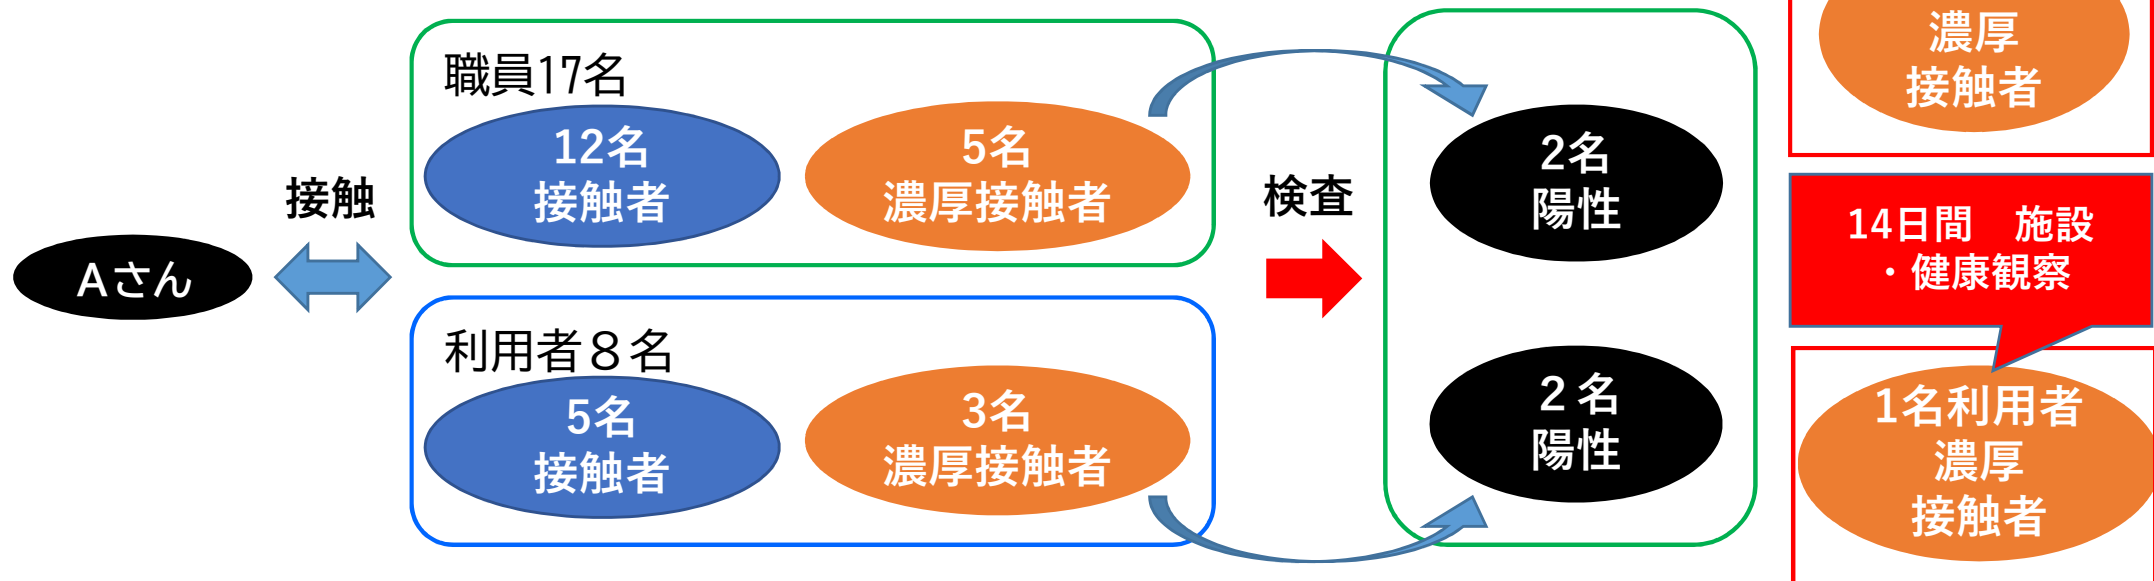 Aさん
接触
職員17名
12名
接触者
5名
濃厚接触者
利用者８名
5名
接触者
3名
濃厚接触者
検査
2名
陽性
２名
陽性
濃厚
接触者
14日間　施設
・健康観察
1名利用者
濃厚
接触者